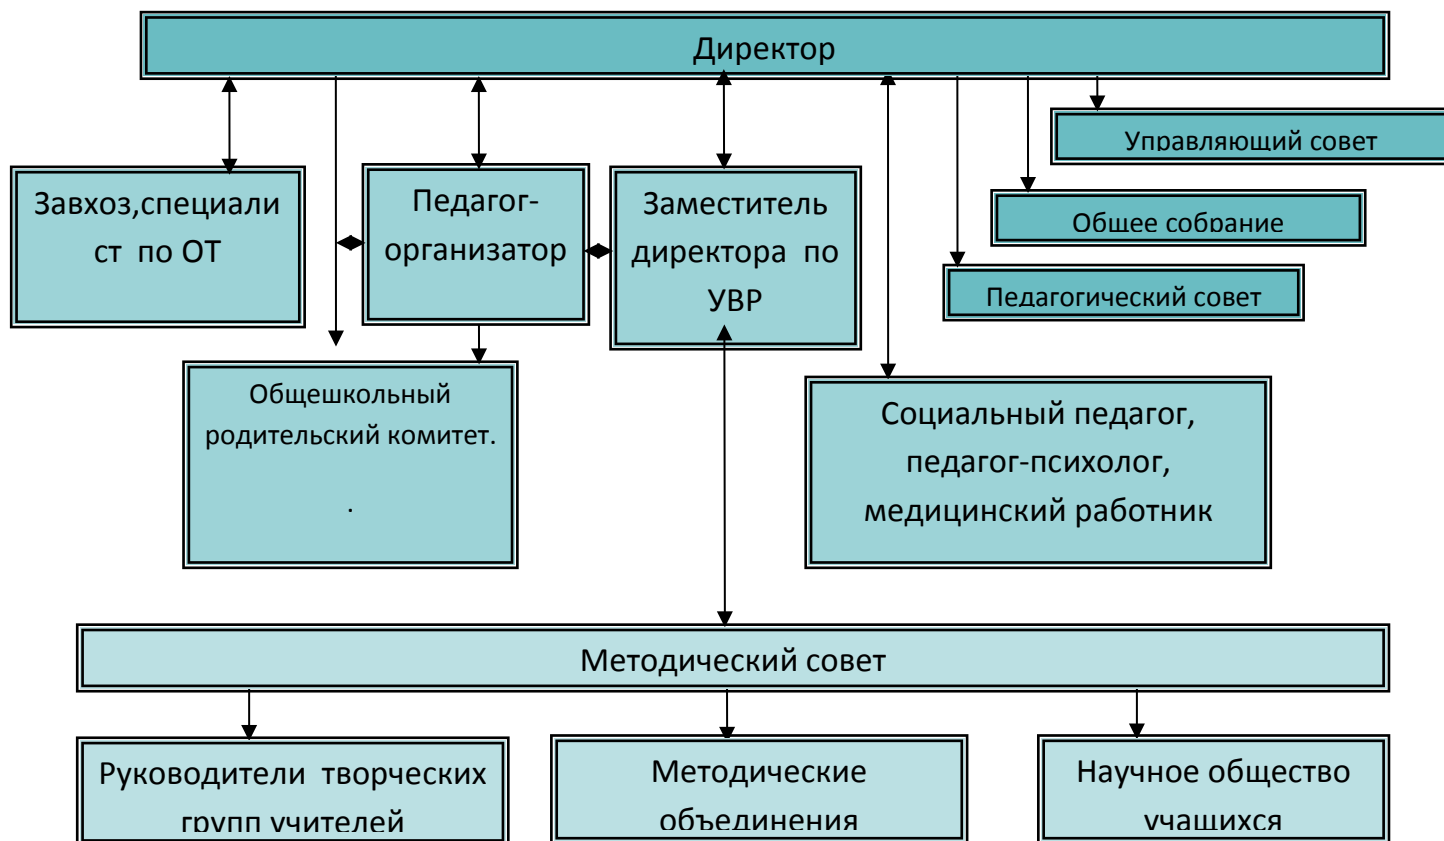 Директор
Управляющий совет
Общее собрание
Педагогический совет
Завхоз,специали
ст по ОТ
Педагог-
организатор
Заместитель
директора по
УВР
Общешкольный
родительский комитет.
.
Социальный педагог,
педагог-психолог,
медицинский работник
Методический совет
Руководители творческих
групп учителей
Методические
объединения
Научное общество
учащихся